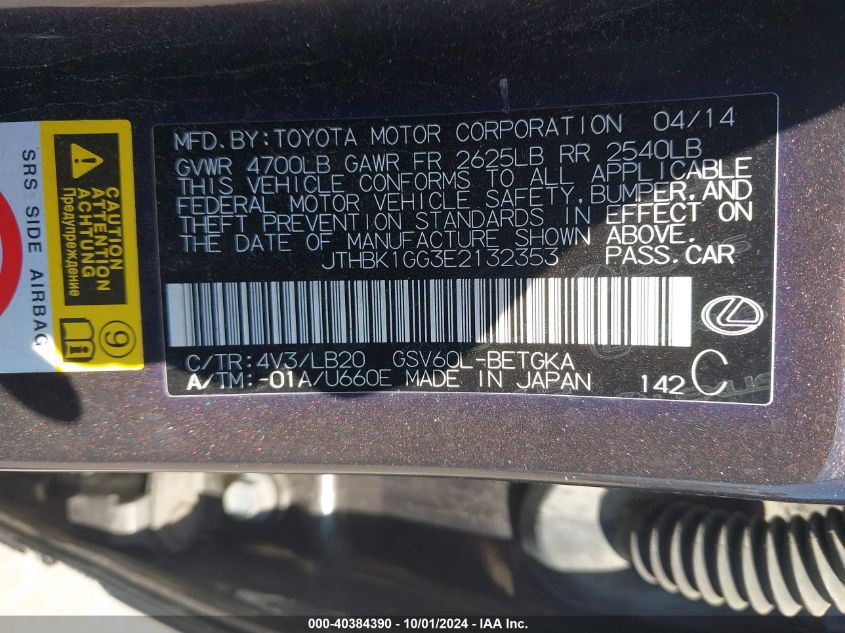 SRS SIDE AIRBAG
CAUTION
ATTENTION
ACHTUNG
Предупреждение
9
MFD.BY:TOYOTA MOTOR CORPORATION 04/14
GVWR 4700LB GAWR FR 2625LB RR 2540LB
THIS VEHICLE CONFORMS TO ALL APPLICABLE
FEDERAL MOTOR VEHICLE SAFETY, BUMPER, AND
THEFT PREVENTION STANDARDS IN EFFECT ON
THE DATE OF MANUFACTURE SHOWN ABOVE.
JTHBK1GG3E2132353 PASS.CAR
C/TR:4V3/LB20 GSV60L-BETGKA
A/TM:-01A/U660E MADE IN JAPAN 142 C
000-40384390 - 10/01/2024 - IAA Inc.